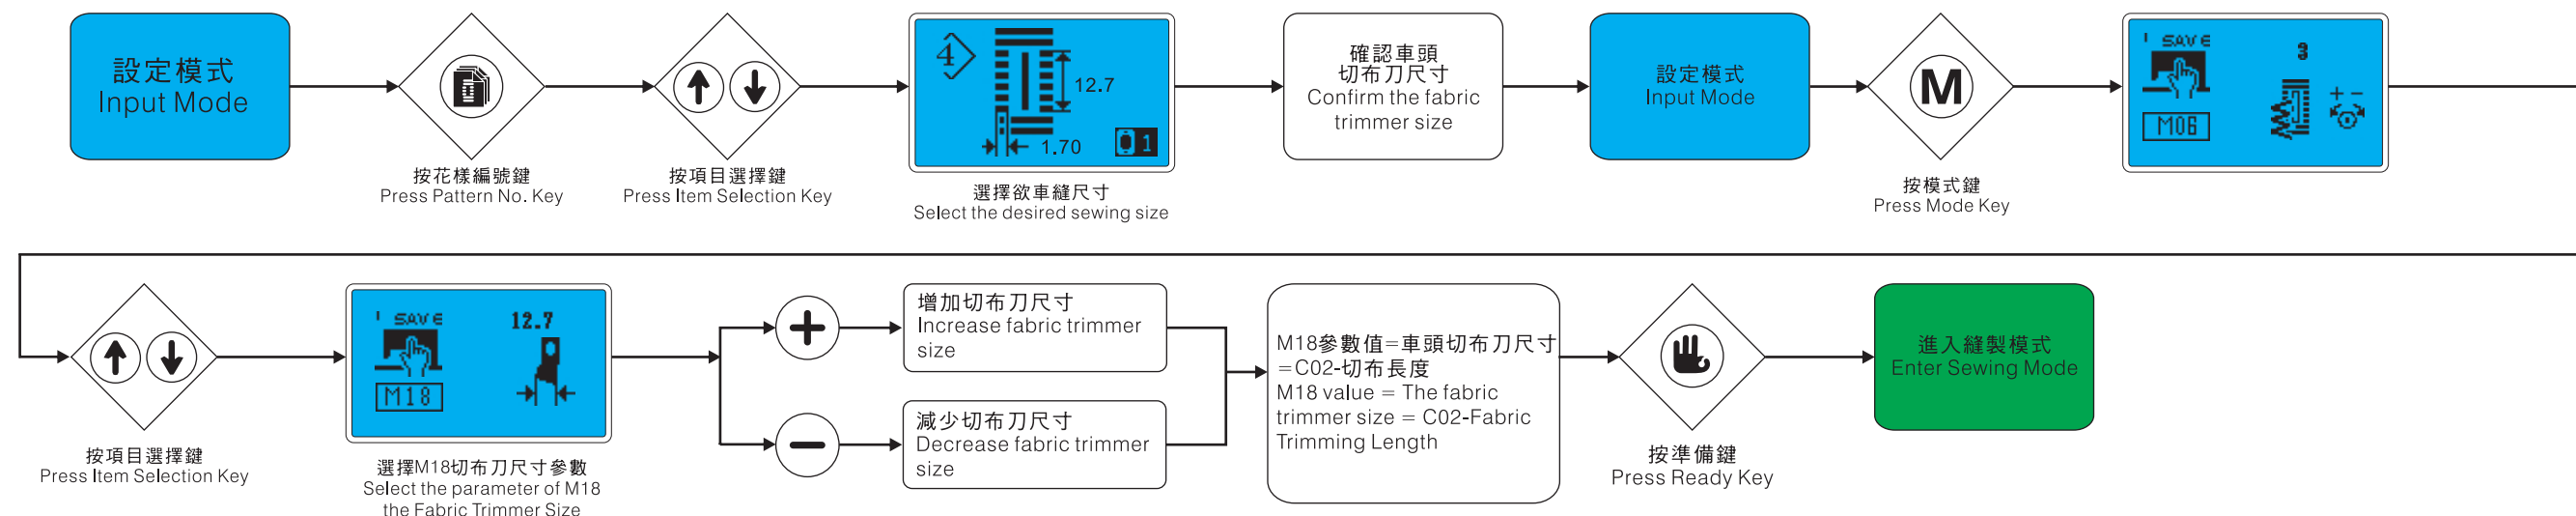 設定模式
Input Mode
按花樣編號鍵
Press Pattern No. Key
按項目選擇鍵
Press Item Selection Key
4
12.7
1.70
1
選擇欲車縫尺寸
Select the desired sewing size
確認車頭
切布刀尺寸
Confirm the fabric
trimmer size
設定模式
Input Mode
M
按模式鍵
Press Mode Key
SAVE
3
M06
+ −
按項目選擇鍵
Press Item Selection Key
SAVE
12.7
M18
選擇M18切布刀尺寸參數
Select the parameter of M18
the Fabric Trimmer Size
+
增加切布刀尺寸
Increase fabric trimmer
size
−
減少切布刀尺寸
Decrease fabric trimmer
size
M18參數值=車頭切布刀尺寸
=C02-切布長度
M18 value = The fabric
trimmer size = C02-Fabric
Trimming Length
按準備鍵
Press Ready Key
進入縫製模式
Enter Sewing Mode